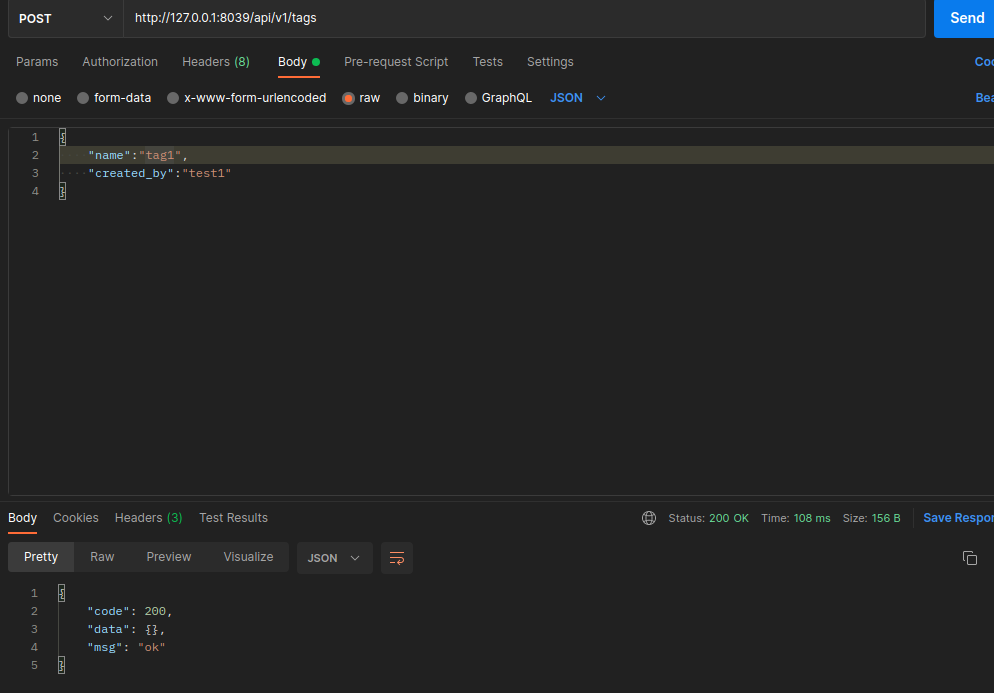 POST http://127.0.0.1:8039/api/v1/tags Send
Params Authorization Headers (8) Body Pre-request Script Tests Settings Coo
none form-data x-www-form-urlencoded raw binary GraphQL JSON Bea
1 {
2 "name":"tag1",
3 ····"created_by":"test1"
4 }
Body Cookies Headers (3) Test Results Status: 200 OK Time: 108 ms Size: 156 B Save Respon
Pretty Raw Preview Visualize JSON
1 {
2 "code": 200,
3 "data": {},
4 "msg": "ok"
5 }